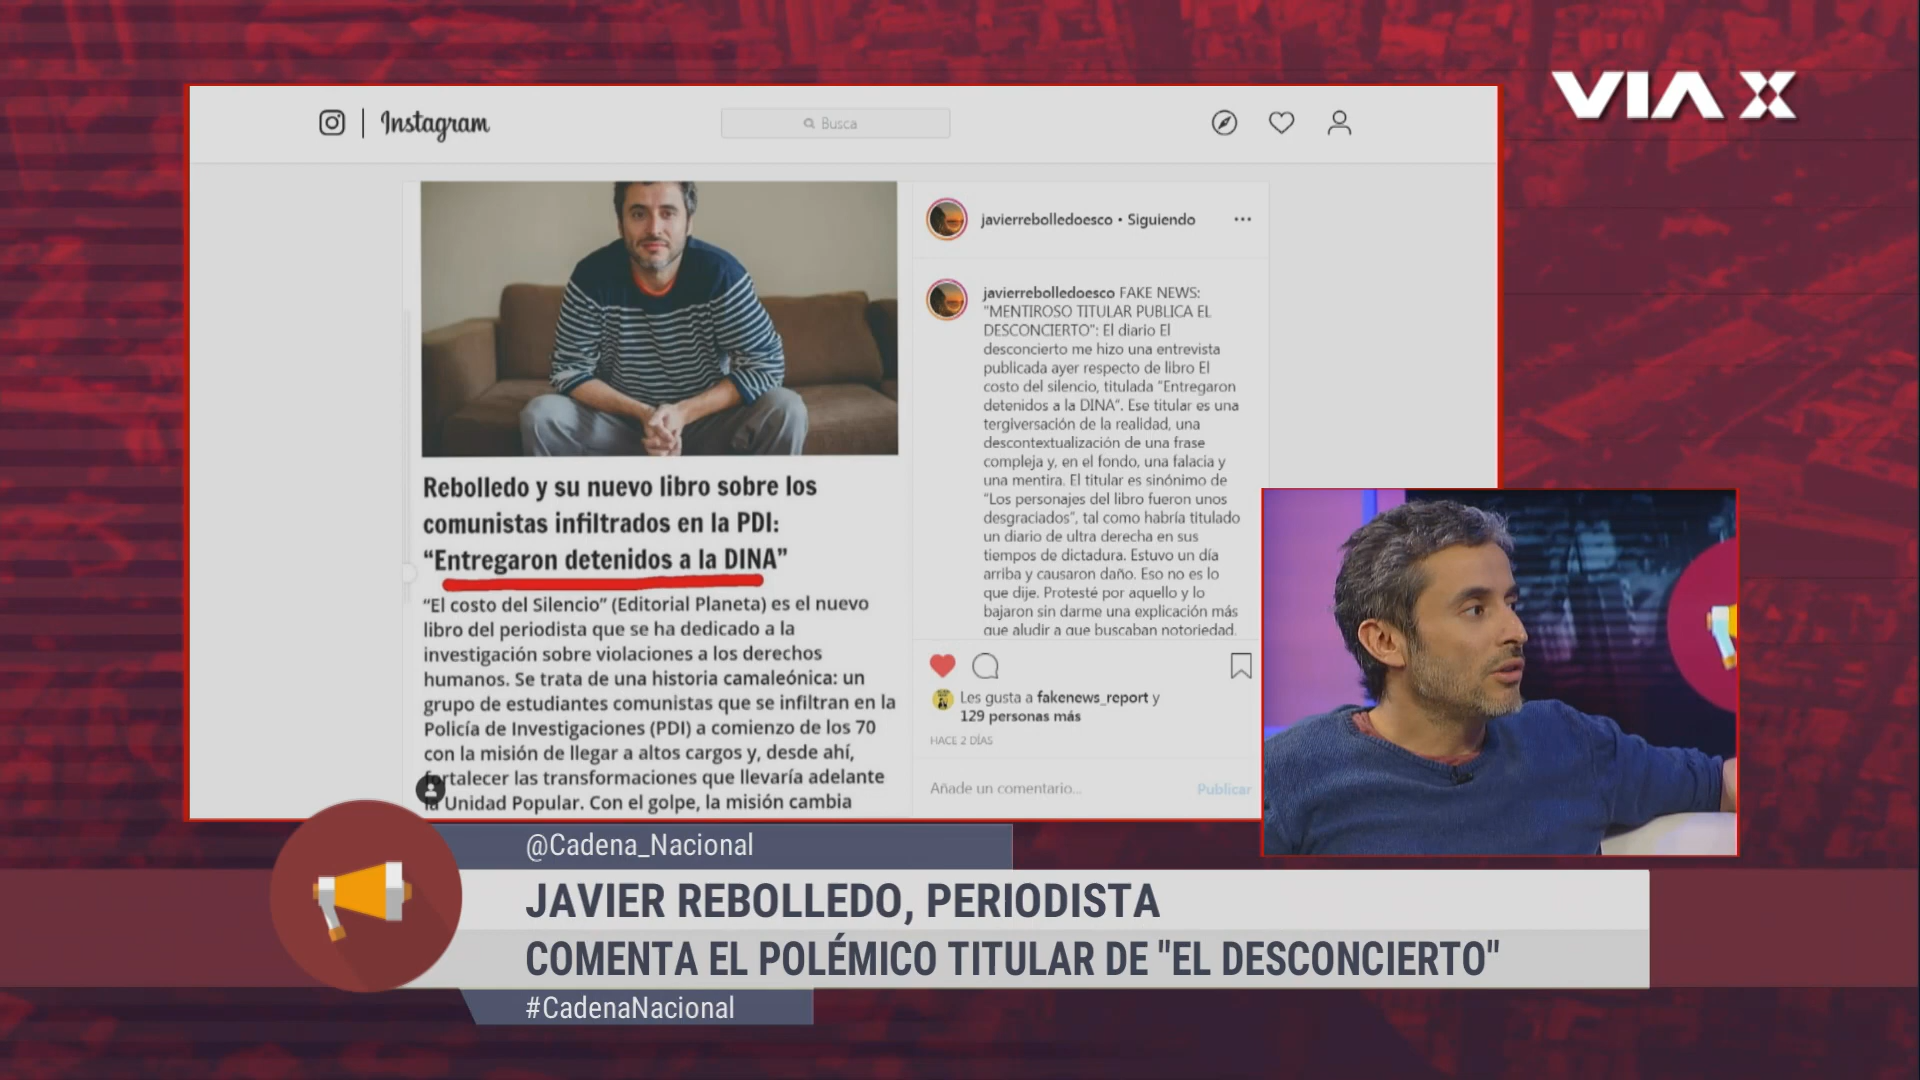 VIA X
Instagram
Busca
javierrebolledoesco • Siguiendo
javierrebolledoesco FAKE NEWS:
"MENTIROSO TITULAR PUBLICA EL
DESCONCIERTO": El diario El
desconcierto me hizo una entrevista
publicada ayer respecto de libro El
costo del silencio, titulada "Entregaron
detenidos a la DINA". Ese titular es una
tergiversación de la realidad, una
descontextualización de una frase
compleja y, en el fondo, una falacia y
una mentira. El titular es sinónimo de
"Los personajes del libro fueron unos
desgraciados", tal como habría titulado
un diario de ultra derecha en sus
tiempos de dictadura. Estuvo un día
arriba y causaron daño. Eso no es lo
que dije. Protesté por aquello y lo
bajaron sin darme una explicación más
que aludir a que buscaban notoriedad.
Les gusta a fakenews_report y
129 personas más
HACE 2 DÍAS
Añade un comentario...
Publicar
Rebolledo y su nuevo libro sobre los
comunistas infiltrados en la PDI:
“Entregaron detenidos a la DINA”
“El costo del Silencio” (Editorial Planeta) es el nuevo
libro del periodista que se ha dedicado a la
investigación sobre violaciones a los derechos
humanos. Se trata de una historia camaleónica: un
grupo de estudiantes comunistas que se infiltran en la
Policía de Investigaciones (PDI) a comienzo de los 70
con la misión de llegar a altos cargos y, desde ahí,
fortalecer las transformaciones que llevaría adelante
la Unidad Popular. Con el golpe, la misión cambia
@Cadena_Nacional
JAVIER REBOLLEDO, PERIODISTA
COMENTA EL POLÉMICO TITULAR DE "EL DESCONCIERTO"
#CadenaNacional